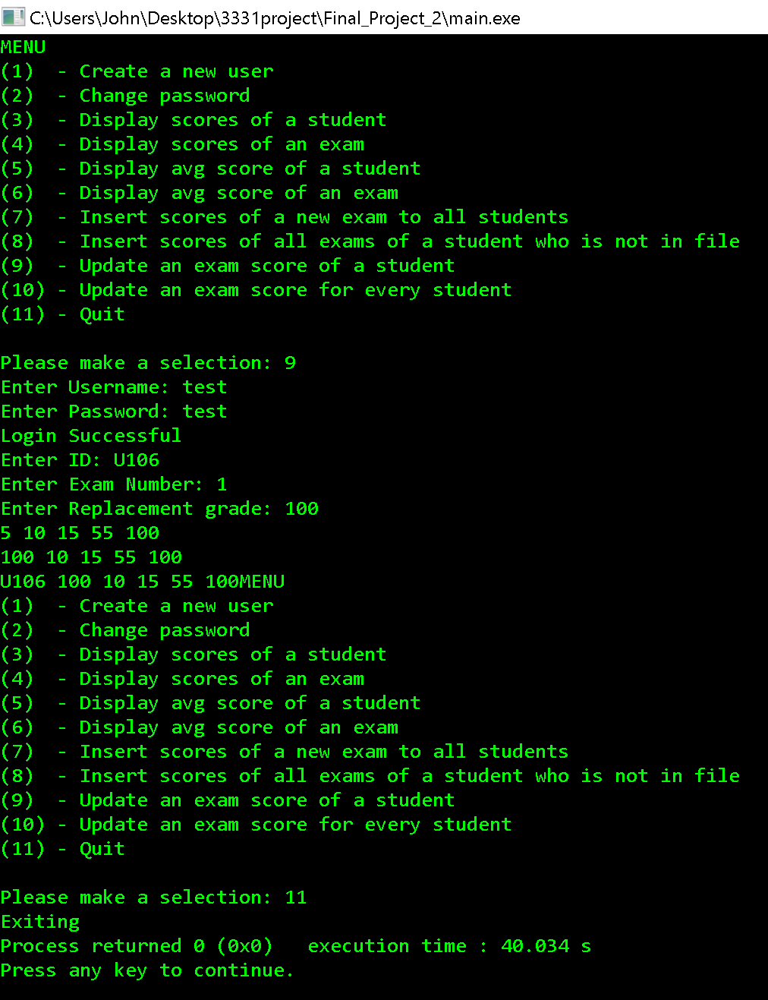 C:\Users\John\Desktop\3331project\Final_Project_2\main.exe
MENU
(1)  - Create a new user
(2)  - Change password
(3)  - Display scores of a student
(4)  - Display scores of an exam
(5)  - Display avg score of a student
(6)  - Display avg score of an exam
(7)  - Insert scores of a new exam to all students
(8)  - Insert scores of all exams of a student who is not in file
(9)  - Update an exam score of a student
(10) - Update an exam score for every student
(11) - Quit

Please make a selection: 9
Enter Username: test
Enter Password: test
Login Successful
Enter ID: U106
Enter Exam Number: 1
Enter Replacement grade: 100
5 10 15 55 100
100 10 15 55 100
U106 100 10 15 55 100MENU
(1)  - Create a new user
(2)  - Change password
(3)  - Display scores of a student
(4)  - Display scores of an exam
(5)  - Display avg score of a student
(6)  - Display avg score of an exam
(7)  - Insert scores of a new exam to all students
(8)  - Insert scores of all exams of a student who is not in file
(9)  - Update an exam score of a student
(10) - Update an exam score for every student
(11) - Quit

Please make a selection: 11
Exiting
Process returned 0 (0x0)   execution time : 40.034 s
Press any key to continue.